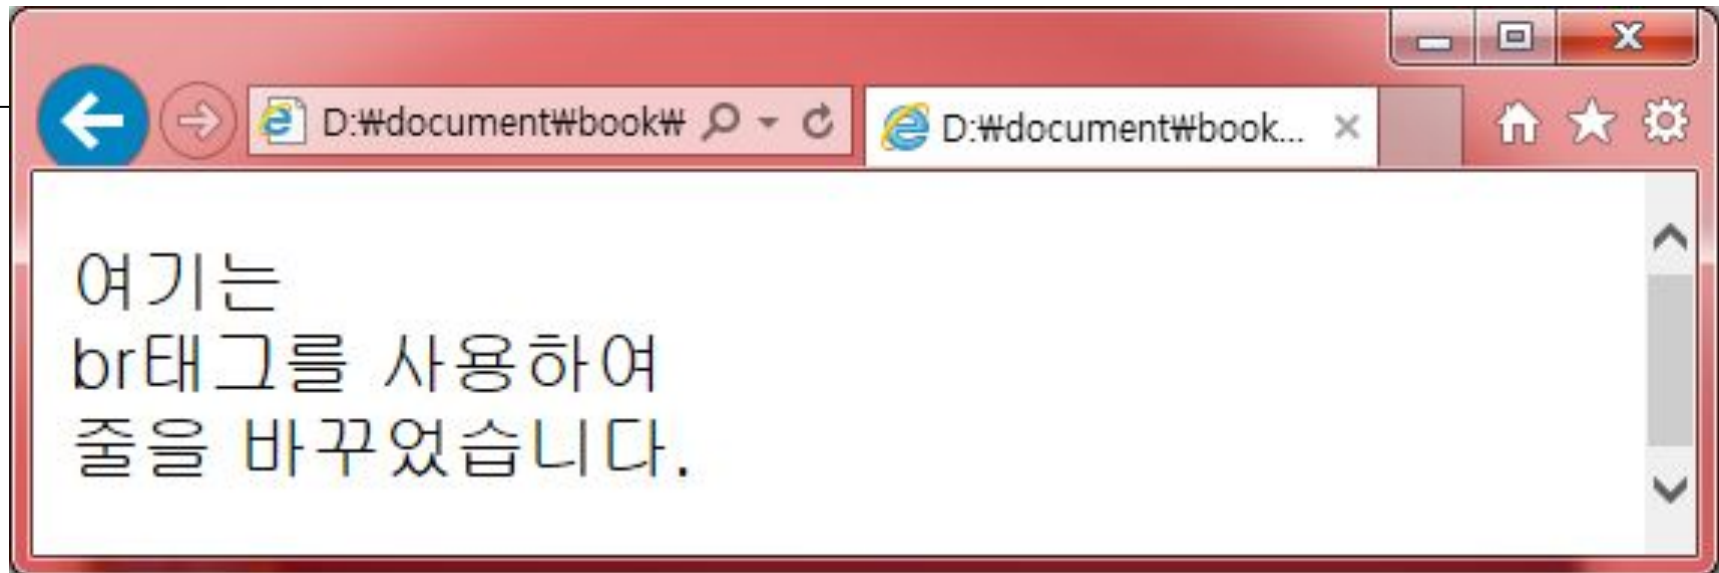 D:₩document₩book₩
D:₩document₩book...
여기는
br태그를 사용하여
줄을 바꾸었습니다.